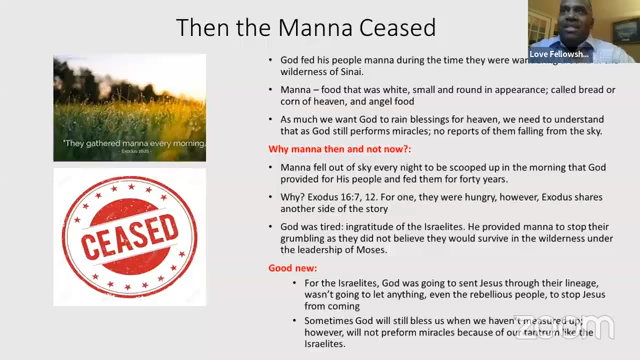 Then the Manna Ceased
Love Fellowsh...
• God fed his people manna during the time they were
wilderness of Sinai.
• Manna – food that was white, small and round in appearance; called bread or
corn of heaven, and angel food
• As much we want God to rain blessings for heaven, we need to understand
that as God still performs miracles; no reports of them falling from the sky.
"They gathered manna every morning.
Why manna then and not now?:
• Manna fell out of sky every night to be scooped up in the morning that God
provided for His people and fed them for forty years.
• Why? Exodus 16:7, 12. For one, they were hungry, however, Exodus shares
another side of the story
CEASED
• God was tired: ingratitude of the Israelites. He provided manna to stop their
grumbling as they did not believe they would survive in the wilderness under
the leadership of Moses.
Good new:
• For the Israelites, God was going to sent Jesus through their lineage,
wasn't going to let anything, even the rebellious people, to stop Jesus
from coming
• Sometimes God will still bless us when we haven't measured up;
however, will not preform miracles because of our tantrum like the
Israelites.
zoom